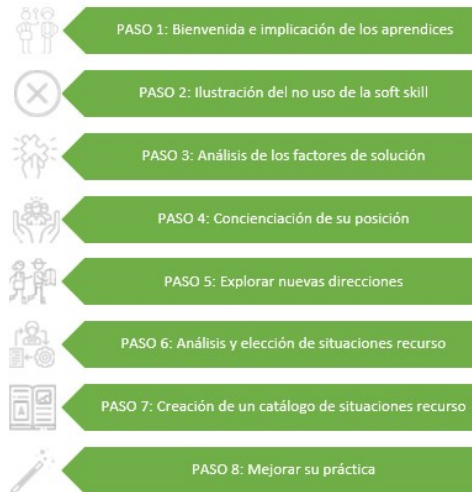 PASO 1: Bienvenida e implicación de los aprendices
PASO 2: Ilustración del no uso de la soft skill
PASO 3: Análisis de los factores de solución
PASO 4: Concienciación de su posición
PASO 5: Explorar nuevas direcciones
PASO 6: Análisis y elección de situaciones recurso
PASO 7: Creación de un catálogo de situaciones recurso
PASO 8: Mejorar su práctica